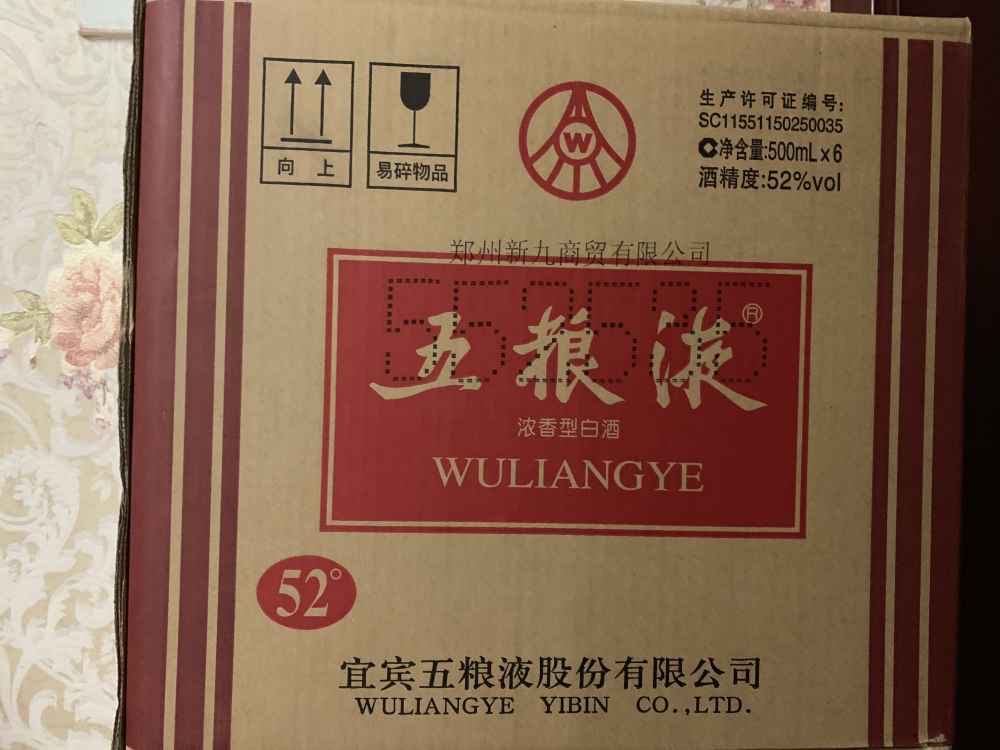 向 上
易碎物品
W
生产许可证编号:
SC11551150250035
净含量:500mL x 6
酒精度:52%vol
郑州新九商贸有限公司
五粮液®
浓香型白酒
WULIANGYE
52°
宜宾五粮液股份有限公司
WULIANGYE YIBIN CO.,LTD.